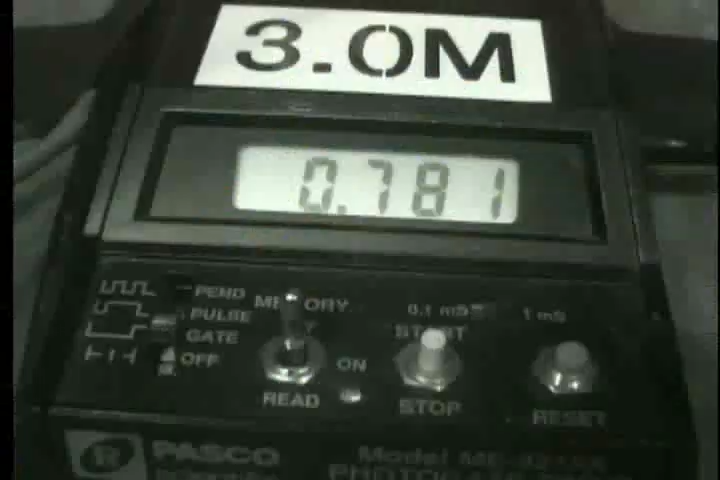 3.0M
0.781
PEND MEMORY 0.1 mS 1 mS
PULSE START
GATE
OFF ON
READ STOP RESET
PASCO Model